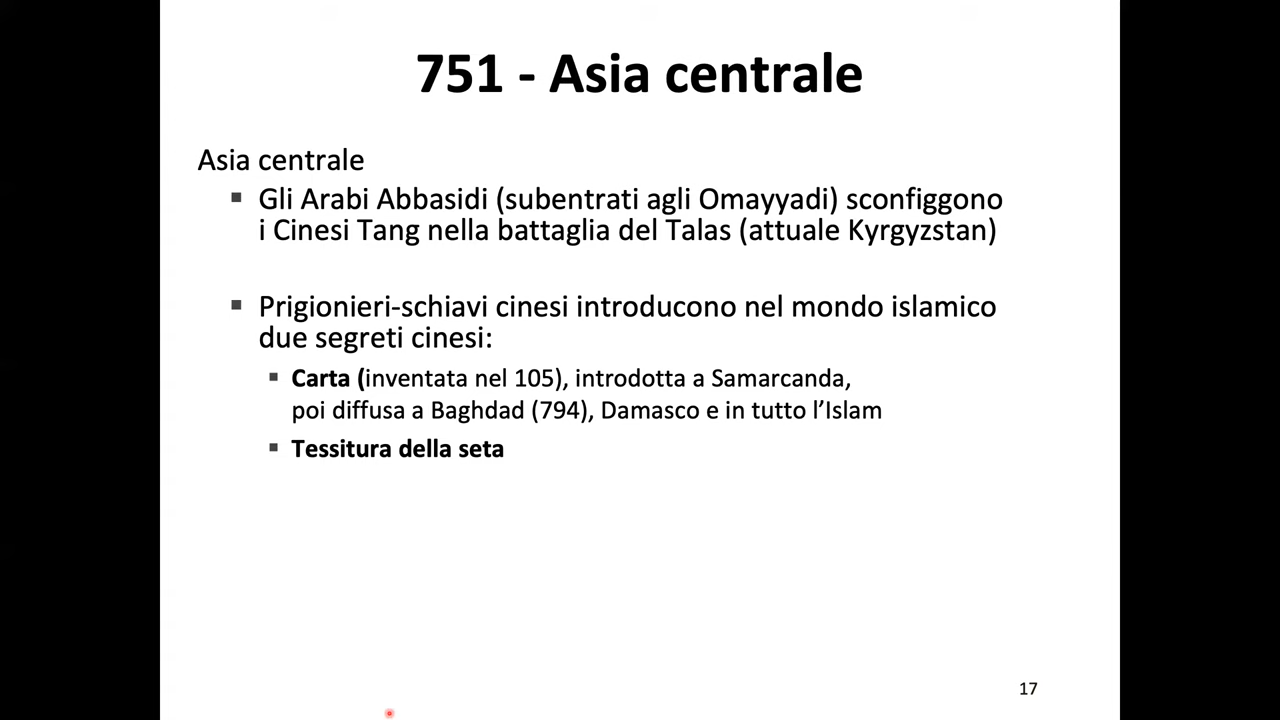 751 - Asia centrale
Asia centrale
▪ Gli Arabi Abbasidi (subentrati agli Omayyadi) sconfiggono
i Cinesi Tang nella battaglia del Talas (attuale Kyrgyzstan)
▪ Prigionieri-schiavi cinesi introducono nel mondo islamico
due segreti cinesi:
▪ Carta (inventata nel 105), introdotta a Samarcanda,
poi diffusa a Baghdad (794), Damasco e in tutto l’Islam
▪ Tessitura della seta
17